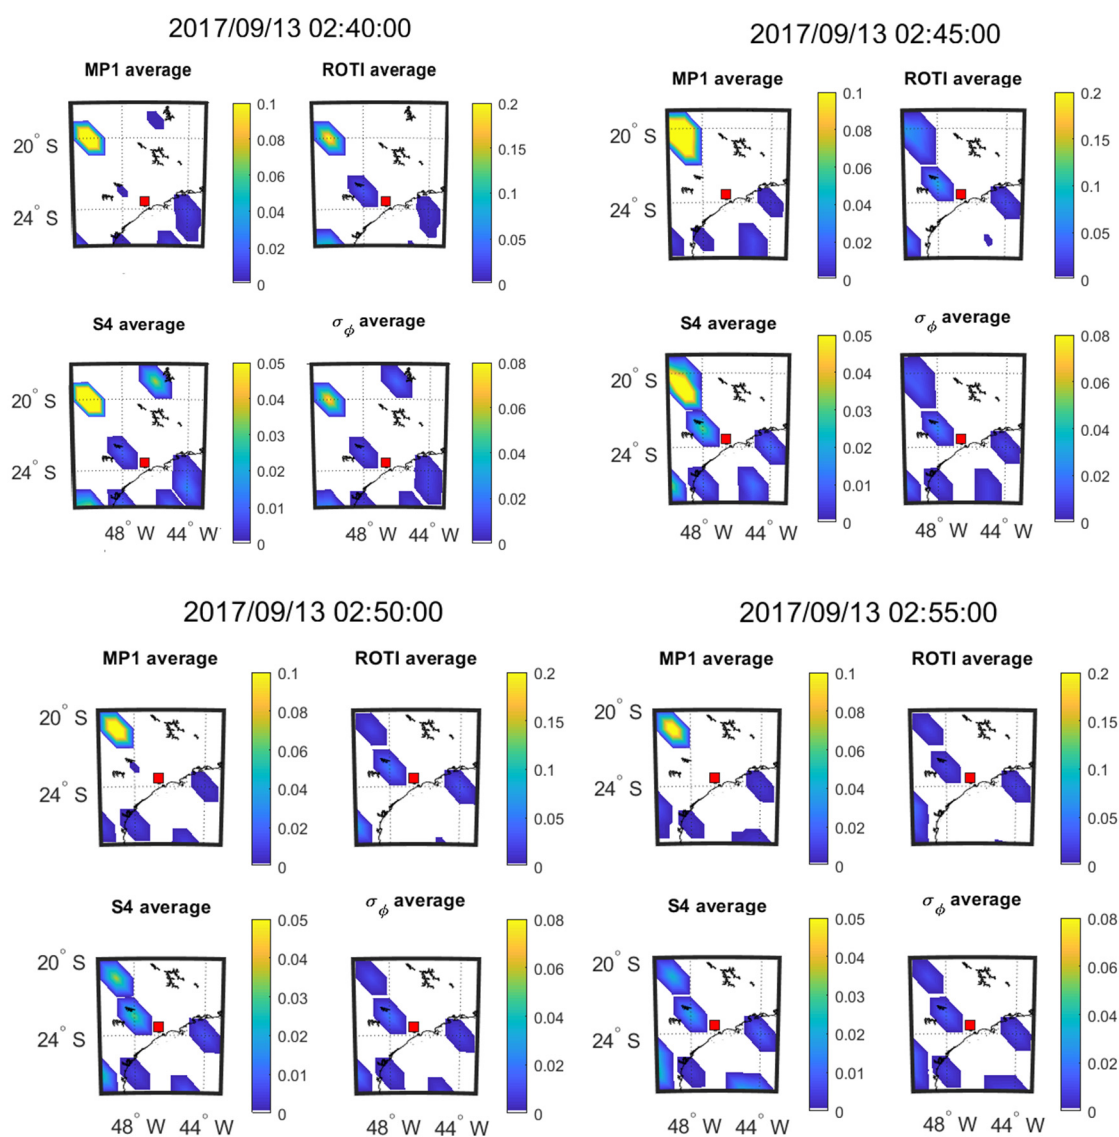 2017/09/13 02:40:00
MP1 average
ROTI average
20° S
24° S
0.1
0.08
0.06
0.04
0.02
0
0.2
0.15
0.1
0.05
0
S4 average
σϕ average
20° S
24° S
48° W 44° W
0.05
0.04
0.03
0.02
0.01
0
0.08
0.06
0.04
0.02
0
2017/09/13 02:45:00
MP1 average
ROTI average
20° S
24° S
0.1
0.08
0.06
0.04
0.02
0
0.2
0.15
0.1
0.05
0
S4 average
σϕ average
20° S
24° S
48° W 44° W
0.05
0.04
0.03
0.02
0.01
0
48° W 44° W
0.08
0.06
0.04
0.02
0
2017/09/13 02:50:00
MP1 average
ROTI average
20° S
24° S
0.1
0.08
0.06
0.04
0.02
0
0.2
0.15
0.1
0.05
0
S4 average
σϕ average
20° S
24° S
48° W 44° W
0.05
0.04
0.03
0.02
0.01
0
48° W 44° W
0.08
0.06
0.04
0.02
0
2017/09/13 02:55:00
MP1 average
ROTI average
20° S
24° S
0.1
0.08
0.06
0.04
0.02
0
0.2
0.15
0.1
0.05
0
S4 average
σϕ average
20° S
24° S
48° W 44° W
0.05
0.04
0.03
0.02
0.01
0
48° W 44° W
0.08
0.06
0.04
0.02
0